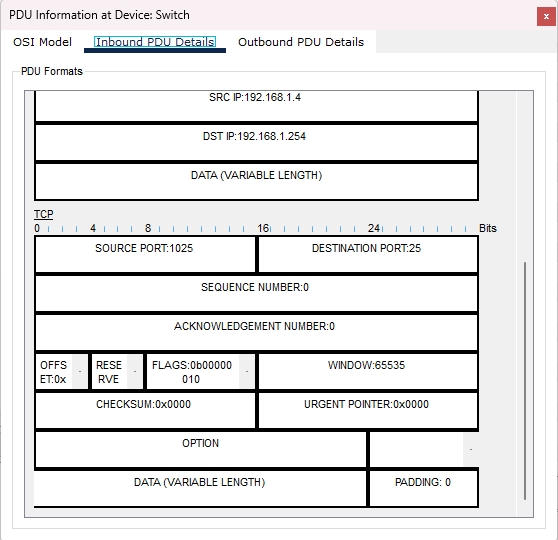 PDU Information at Device: Switch
x
OSI Model Inbound PDU Details Outbound PDU Details
PDU Formats
SRC IP:192.168.1.4
DST IP:192.168.1.254
DATA (VARIABLE LENGTH)
TCP
0 4 8 16 24 Bits
SOURCE PORT:1025 DESTINATION PORT:25
SEQUENCE NUMBER:0
ACKNOWLEDGEMENT NUMBER:0
OFFS RESE FLAGS:0b00000 WINDOW:65535
ET:0x RVE 010
CHECKSUM:0x0000 URGENT POINTER:0x0000
OPTION
DATA (VARIABLE LENGTH) PADDING: 0